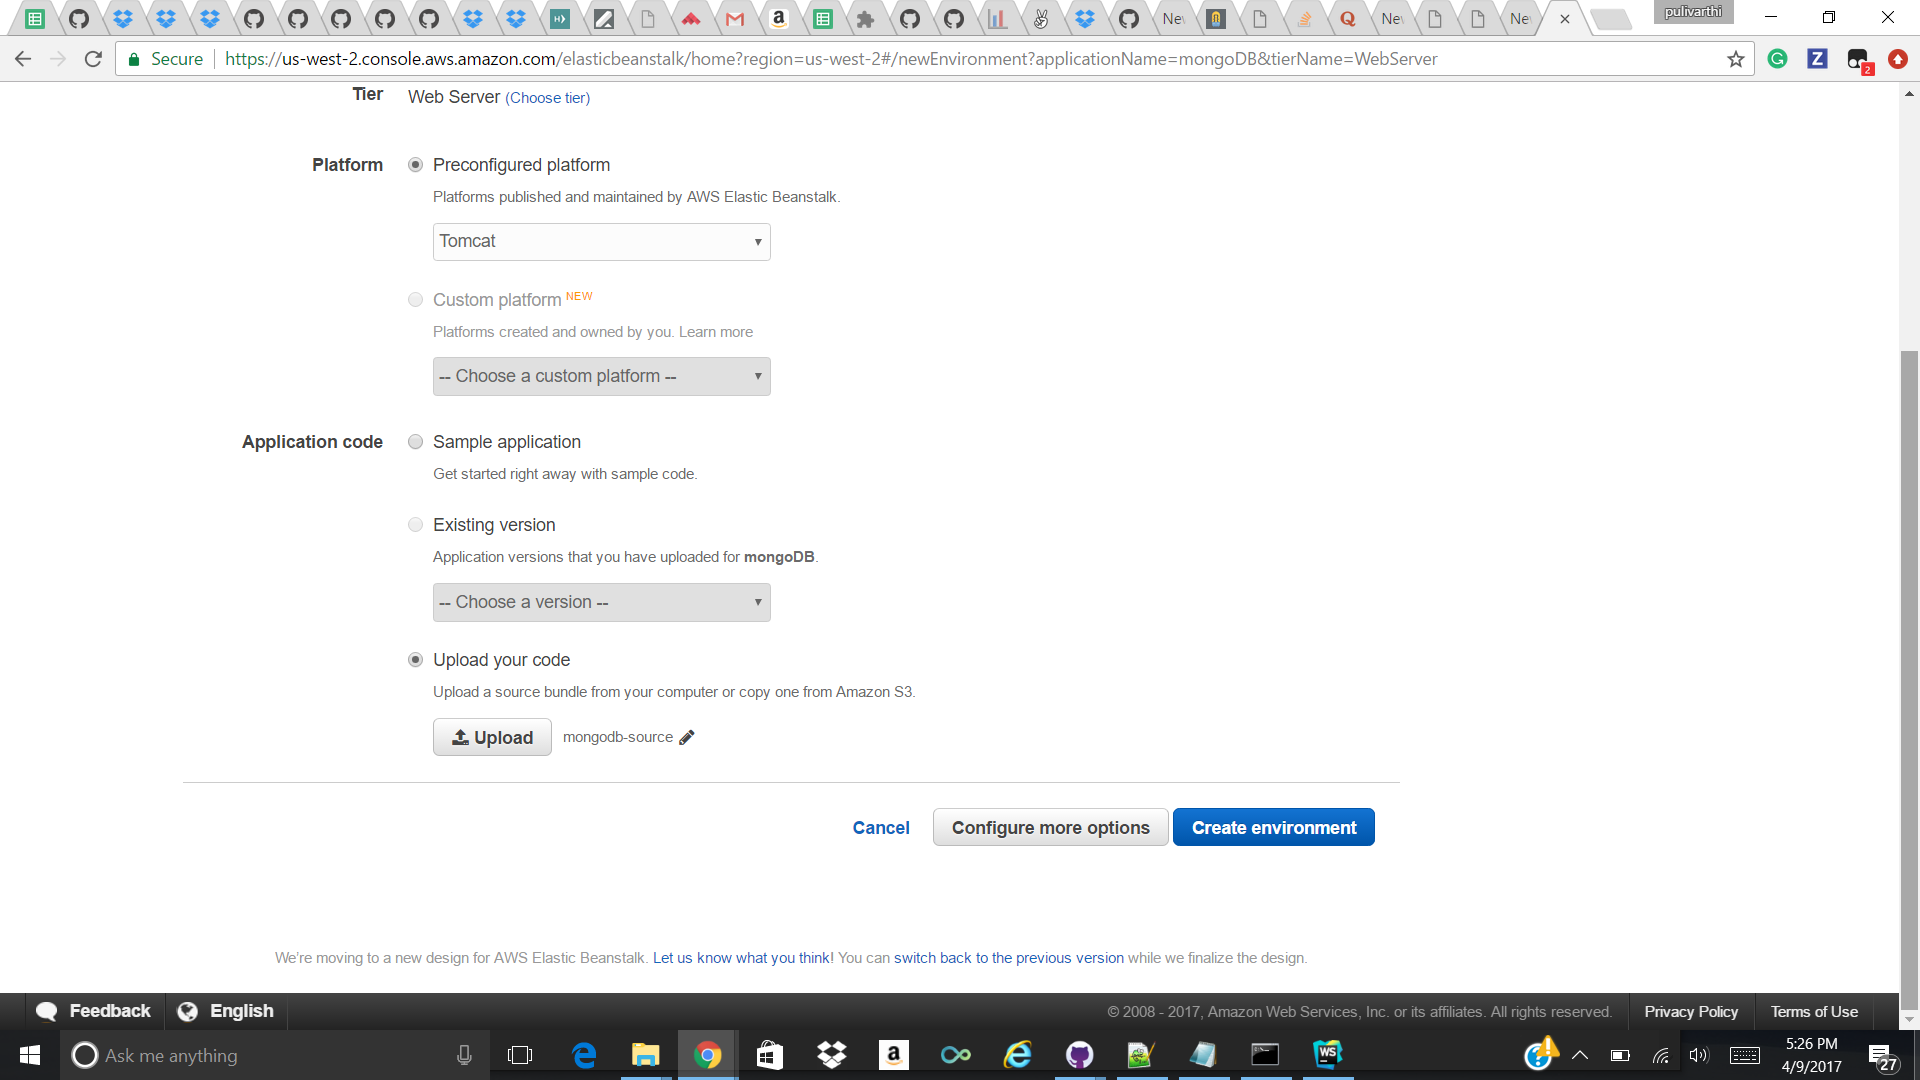 pulivarthi
Nev
Nev
Nev
Secure
https://us-west-2.console.aws.amazon.com/elasticbeanstalk/home?region=us-west-2#/newEnvironment?applicationName=mongoDB&tierName=WebServer
2
Tier Web Server (Choose tier)
Platform Preconfigured platform
Platforms published and maintained by AWS Elastic Beanstalk.
Tomcat
Custom platform NEW
Platforms created and owned by you. Learn more
-- Choose a custom platform --
Application code Sample application
Get started right away with sample code.
Existing version
Application versions that you have uploaded for mongoDB.
-- Choose a version --
Upload your code
Upload a source bundle from your computer or copy one from Amazon S3.
Upload mongodb-source
Cancel Configure more options Create environment
We're moving to a new design for AWS Elastic Beanstalk. Let us know what you think! You can switch back to the previous version while we finalize the design.
Feedback English © 2008 - 2017, Amazon Web Services, Inc. or its affiliates. All rights reserved. Privacy Policy Terms of Use
Ask me anything
WS
5:26 PM
4/9/2017
27